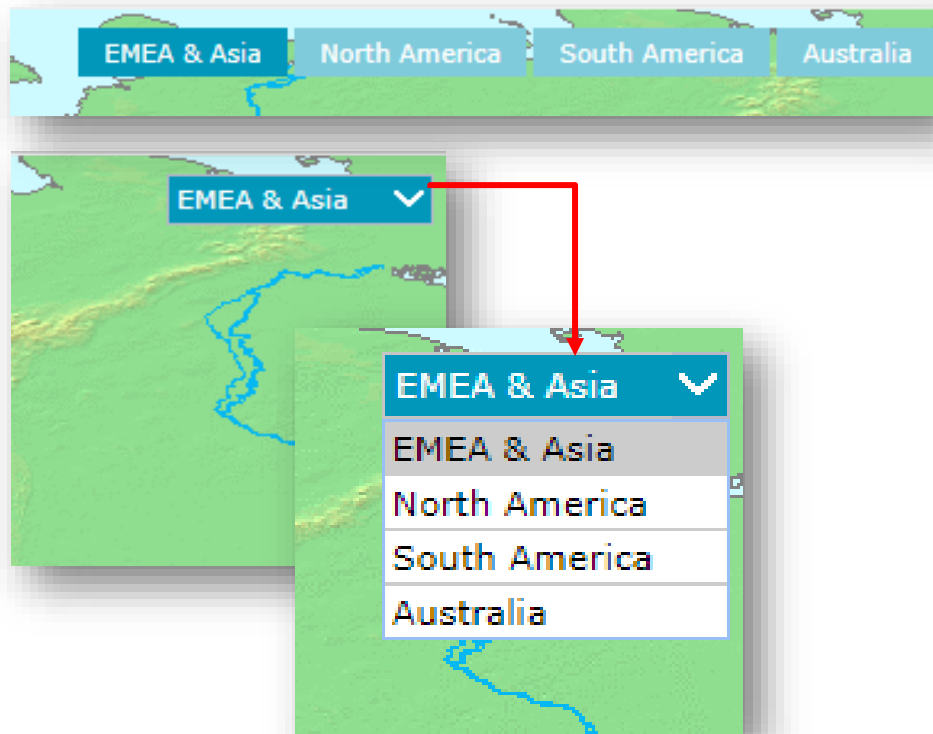 EMEA & Asia North America South America Australia
EMEA & Asia
EMEA & Asia
EMEA & Asia
North America
South America
Australia